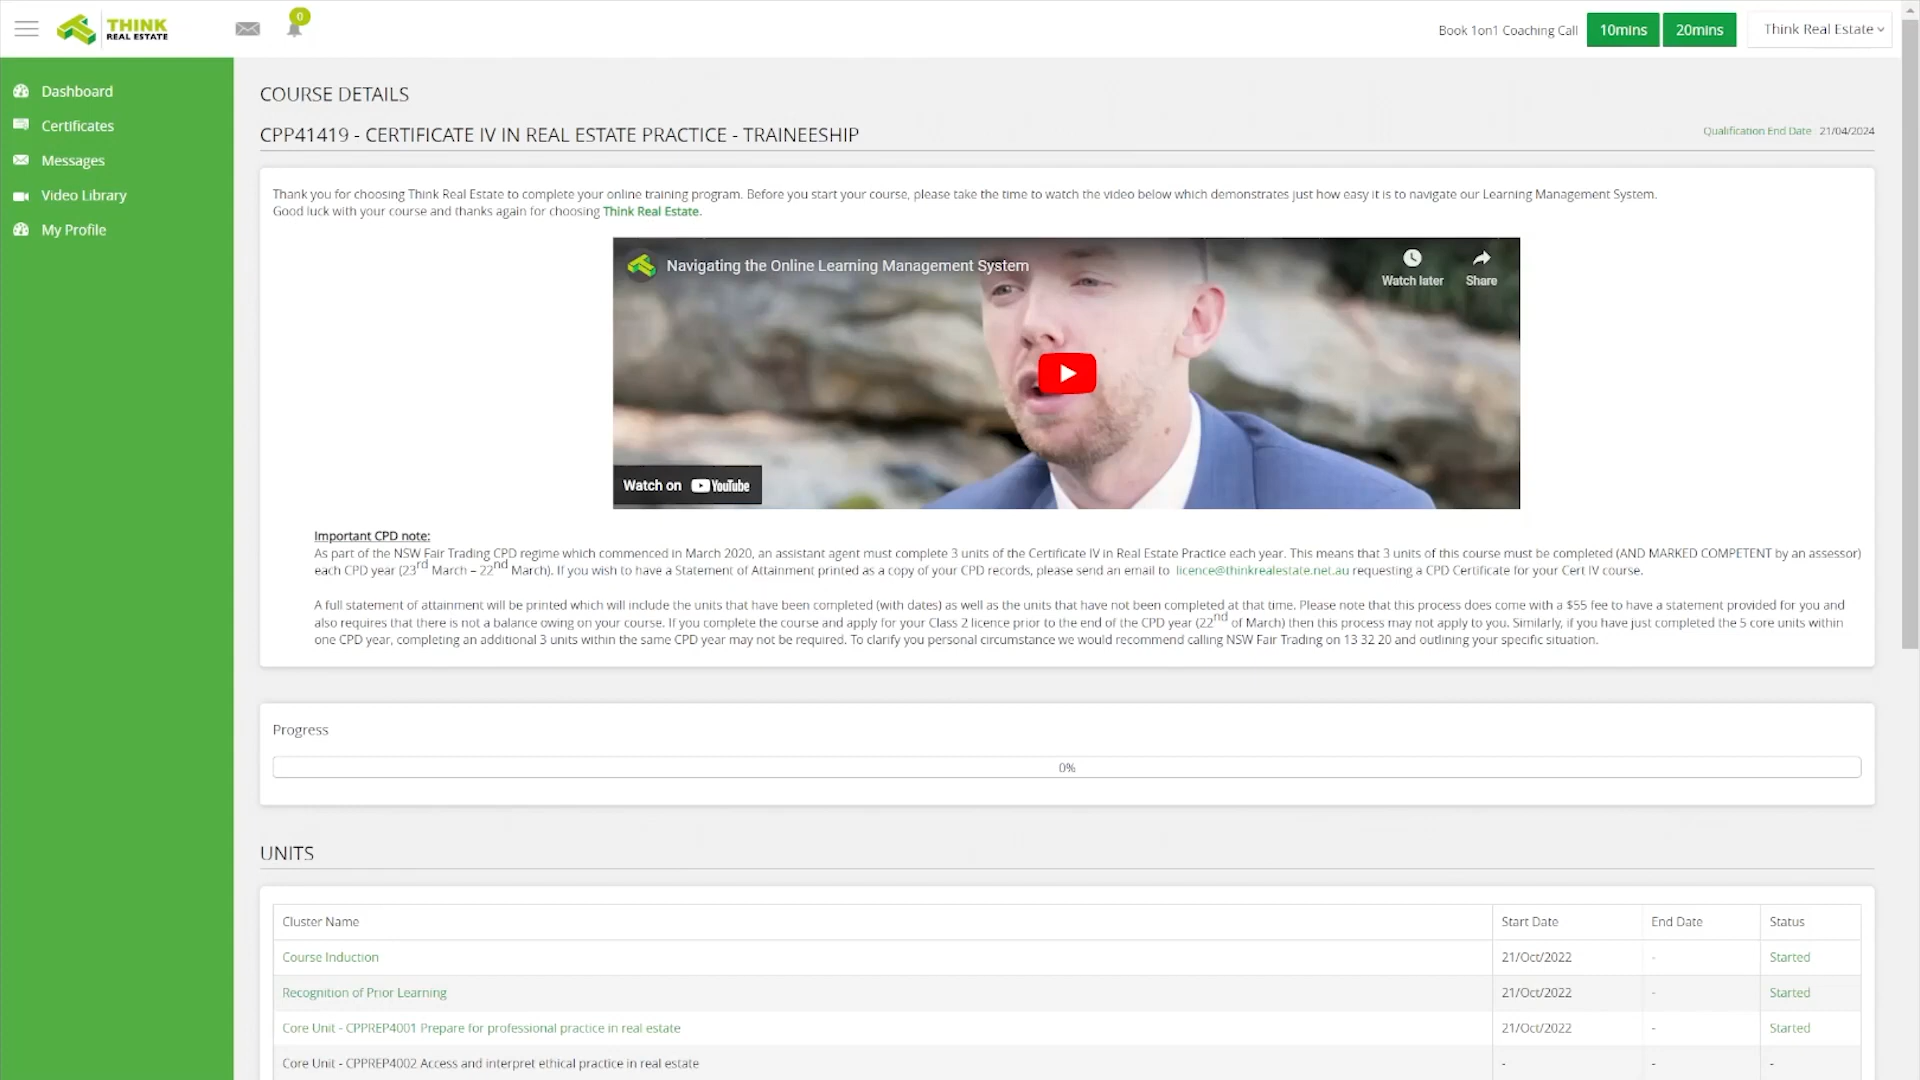 THINK
REAL ESTATE
0
Book 1on1 Coaching Call
10mins
20mins
Think Real Estate
Dashboard
Certificates
Messages
Video Library
My Profile
COURSE DETAILS
CPP41419 - CERTIFICATE IV IN REAL ESTATE PRACTICE - TRAINEESHIP
Qualification End Date 21/04/2024
Thank you for choosing Think Real Estate to complete your online training program. Before you start your course, please take the time to watch the video below which demonstrates just how easy it is to navigate our Learning Management System.
Good luck with your course and thanks again for choosing Think Real Estate.
Navigating the Online Learning Management System
Watch later
Share
Watch on YouTube
Important CPD note:
As part of the NSW Fair Trading CPD regime which commenced in March 2020, an assistant agent must complete 3 units of the Certificate IV in Real Estate Practice each year. This means that 3 units of this course must be completed (AND MARKED COMPETENT by an assessor)
each CPD year (23rd March – 22nd March). If you wish to have a Statement of Attainment printed as a copy of your CPD records, please send an email to licence@thinkrealestate.net.au requesting a CPD Certificate for your Cert IV course.
A full statement of attainment will be printed which will include the units that have been completed (with dates) as well as the units that have not been completed at that time. Please note that this process does come with a $55 fee to have a statement provided for you and
also requires that there is not a balance owing on your course. If you complete the course and apply for your Class 2 licence prior to the end of the CPD year (22nd of March) then this process may not apply to you. Similarly, if you have just completed the 5 core units within
one CPD year, completing an additional 3 units within the same CPD year may not be required. To clarify you personal circumstance we would recommend calling NSW Fair Trading on 13 32 20 and outlining your specific situation.
Progress
0%
UNITS
Cluster Name Start Date End Date Status
Course Induction 21/Oct/2022 - Started
Recognition of Prior Learning 21/Oct/2022 - Started
Core Unit - CPPREP4001 Prepare for professional practice in real estate 21/Oct/2022 - Started
Core Unit - CPPREP4002 Access and interpret ethical practice in real estate - - -